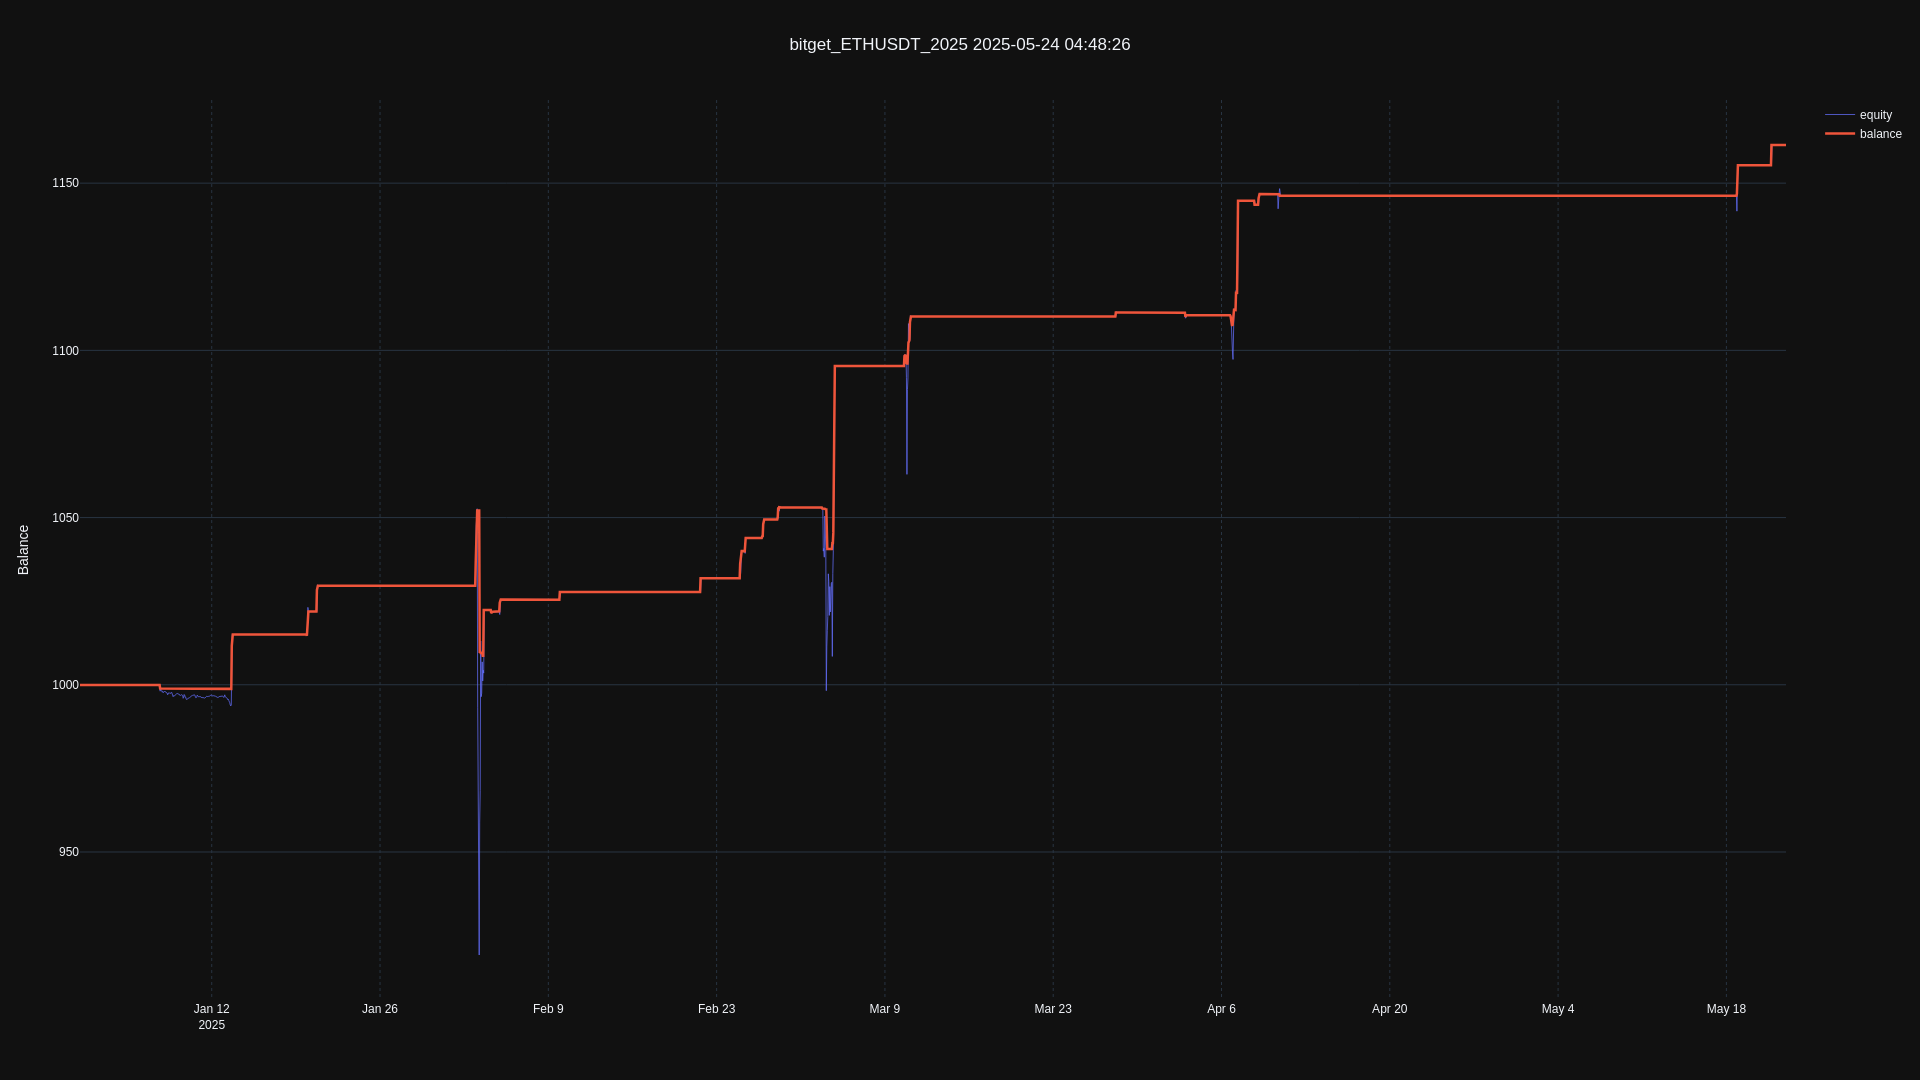 bitget_ETHUSDT_2025 2025-05-24 04:48:26
equity
balance
1150
1100
1050
1000
950
Balance
Jan 12
2025
Jan 26
Feb 9
Feb 23
Mar 9
Mar 23
Apr 6
Apr 20
May 4
May 18